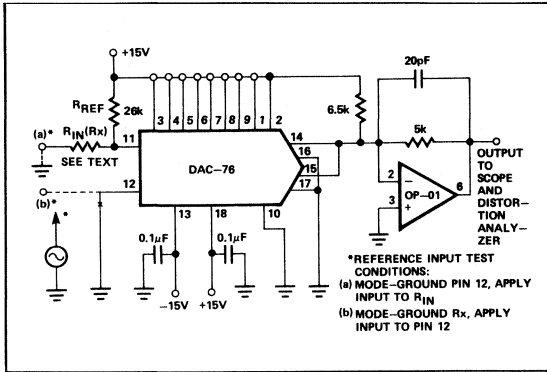 +15V
20pF
RREF
26k
3 4 5 6 7 8 9 1 2
6.5k
(a)*
RIN(Rx)
11
14
5k
SEE TEXT
16
DAC-76
15
12
17
2
OP-01
6
3
OUTPUT
TO
SCOPE
AND
DISTOR-
TION
ANALY-
ZER
(b)*
*
13
18
10
0.1μF
0.1μF
-15V
+15V
*REFERENCE INPUT TEST
CONDITIONS:
(a) MODE-GROUND PIN 12, APPLY
INPUT TO RIN
(b) MODE-GROUND Rx, APPLY
INPUT TO PIN 12